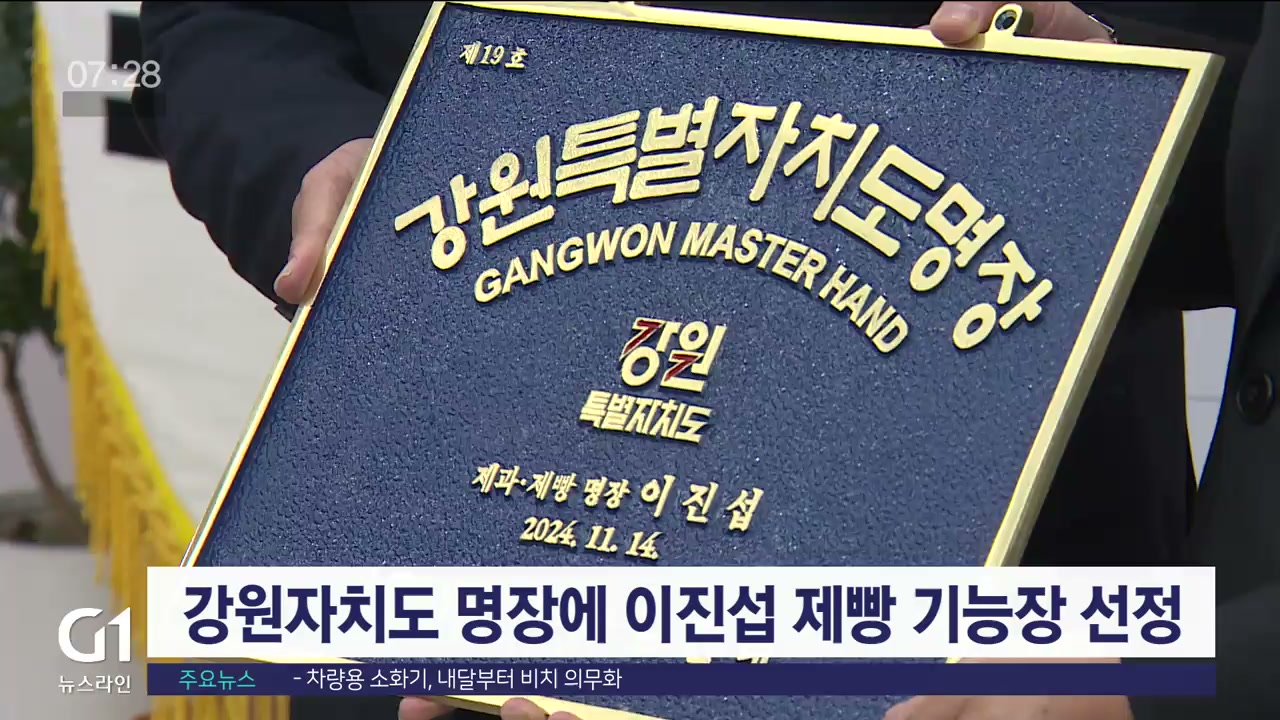 07:28
제19호
강원특별자치도명장
GANGWON MASTER HAND
강원
특별자치도
제과·제빵 명장 이진섭
2024. 11. 14.
강원자치도 명장에 이진섭 제빵 기능장 선정
G1
뉴스라인
주요뉴스 - 차량용 소화기, 내달부터 비치 의무화